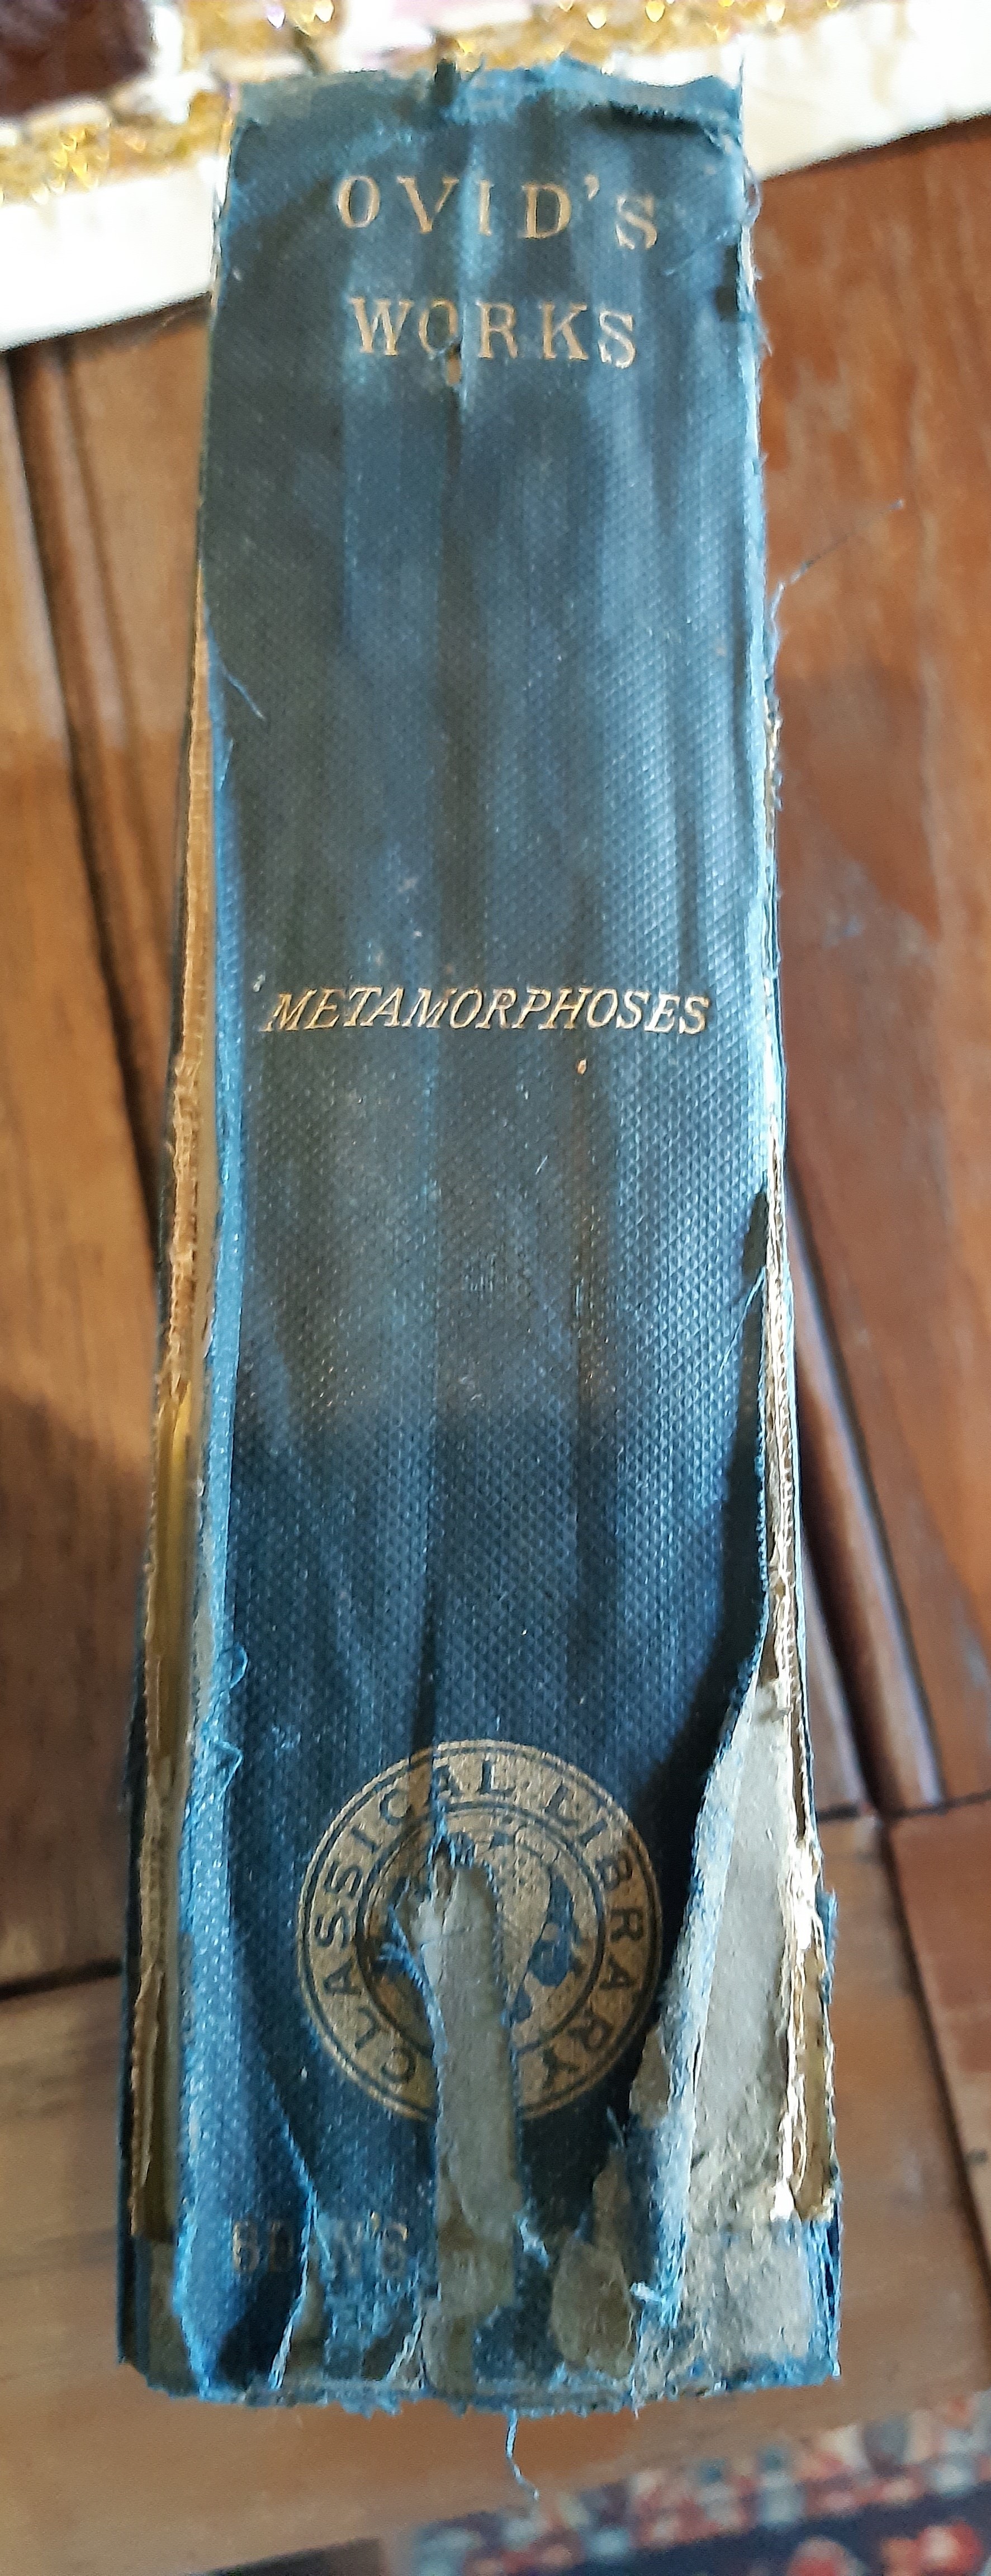 OVID'S
WORKS
METAMORPHOSES
CLASSICAL LIBRARY